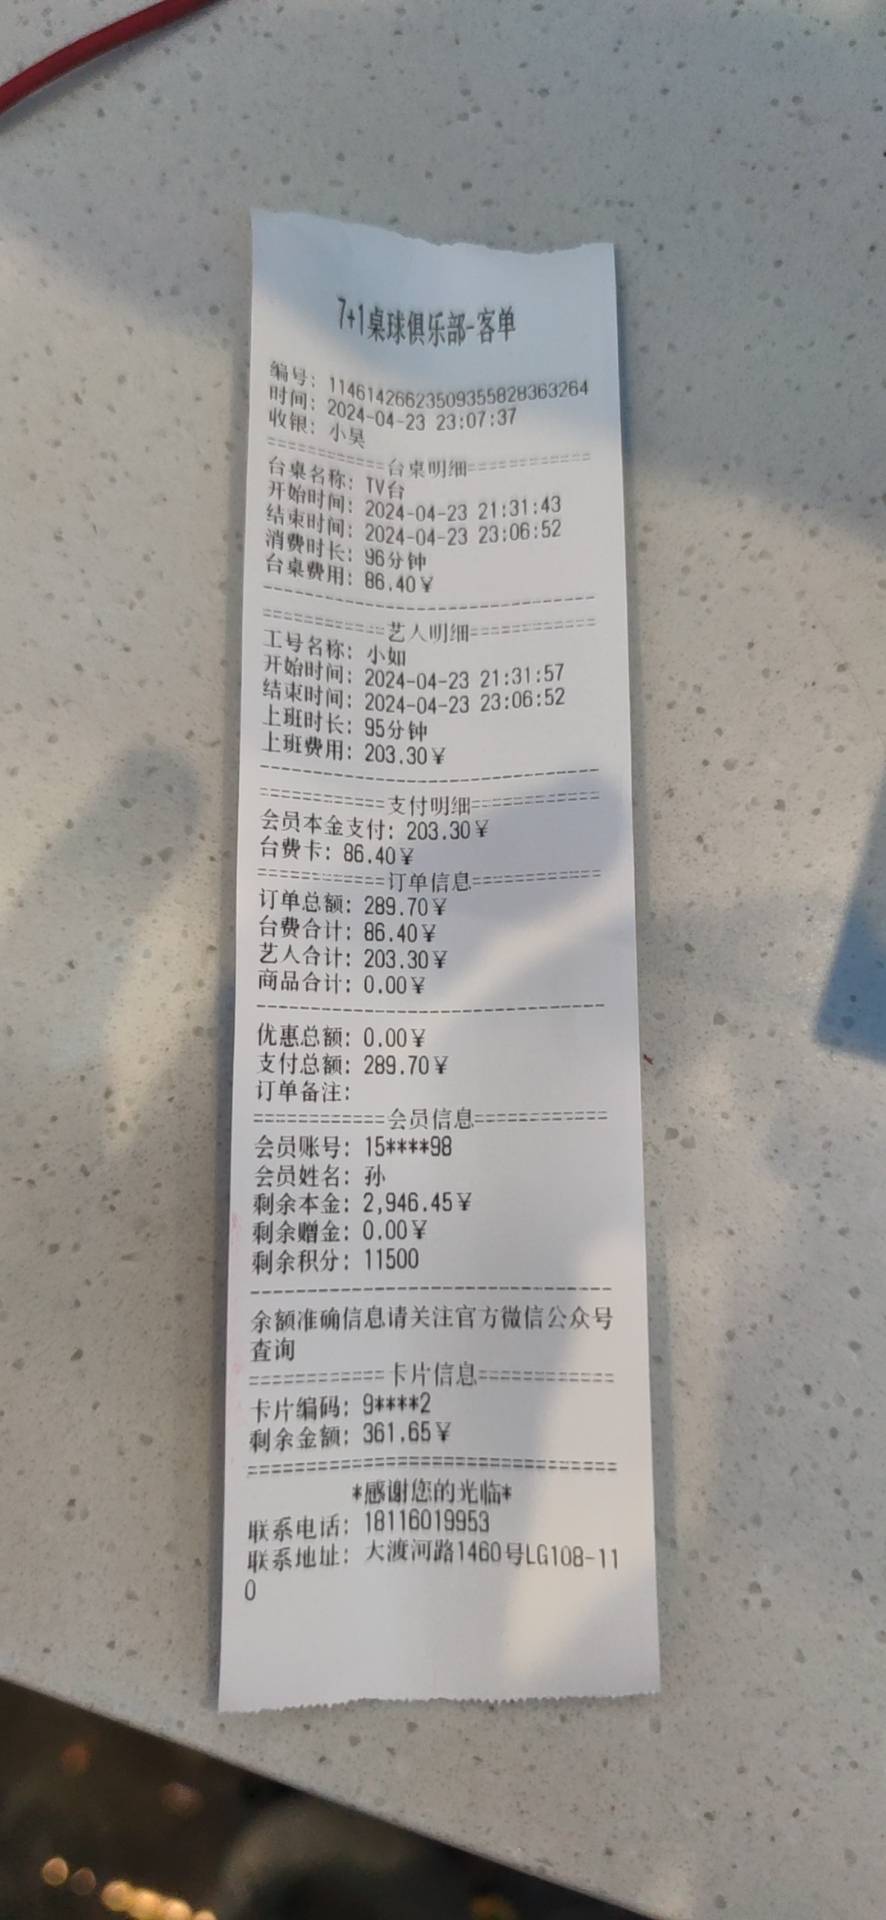 7+1桌球俱乐部-客单
编号: 1146142662350935582836​3264
时间: 2024-04-23 23:07:37
收银: 小昊
============台桌明细============
台桌名称: TV台
开始时间: 2024-04-23 21:31:43
结束时间: 2024-04-23 23:06:52
消费时长: 96分钟
台桌费用: 86.40￥
--------------------------------
============艺人明细============
工号名称: 小如
开始时间: 2024-04-23 21:31:57
结束时间: 2024-04-23 23:06:52
上班时长: 95分钟
上班费用: 203.30￥
--------------------------------
============支付明细============
会员本金支付: 203.30￥
台费卡: 86.40￥
============订单信息============
订单总额: 289.70￥
台费合计: 86.40￥
艺人合计: 203.30￥
商品合计: 0.00￥
--------------------------------
优惠总额: 0.00￥
支付总额: 289.70￥
订单备注:
============会员信息============
会员账号: 15****98
会员姓名: 孙
剩余本金: 2,946.45￥
剩余赠金: 0.00￥
剩余积分: 11500
--------------------------------
余额准确信息请关注官方微信公众号
查询
============卡片信息============
卡片编码: 9****2
剩余金额: 361.65￥
================================
*感谢您的光临*
联系电话: 18116019953
联系地址: 大渡河路1460号LG108-11
0